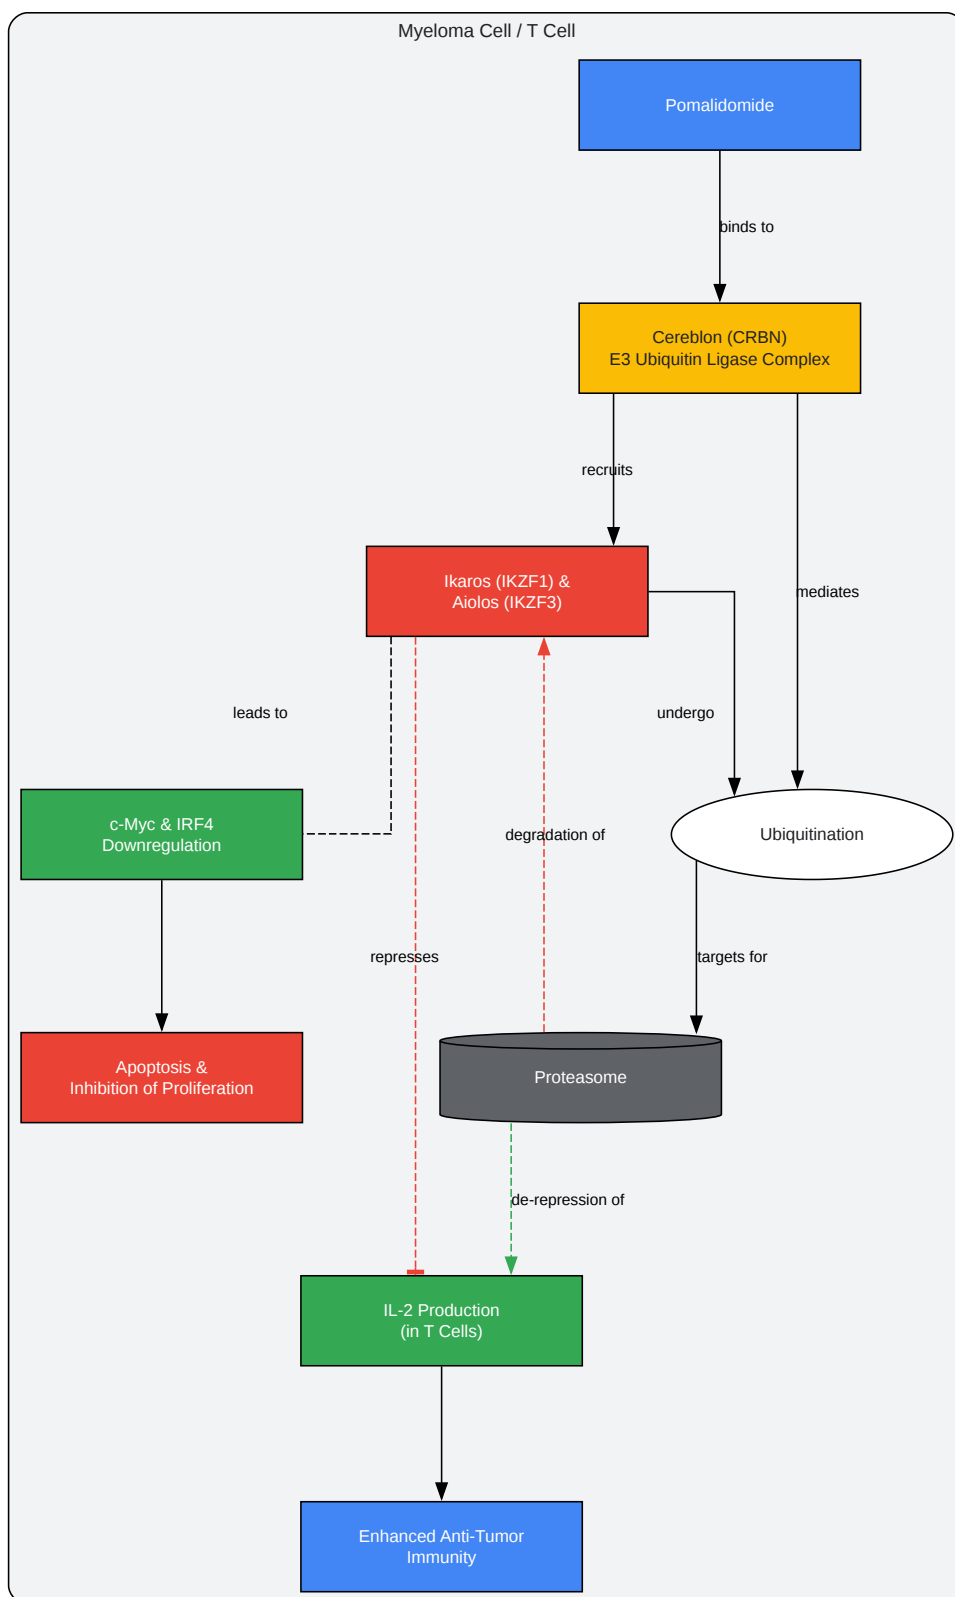 Myeloma Cell / T Cell
Pomalidomide
binds to
Cereblon (CRBN)
E3 Ubiquitin Ligase Complex
recruits
Ikaros (IKZF1) &
Aiolos (IKZF3)
mediates
leads to
undergo
c-Myc & IRF4
Downregulation
degradation of
Ubiquitination
represses
targets for
Apoptosis &
Inhibition of Proliferation
Proteasome
de-repression of
IL-2 Production
(in T Cells)
Enhanced Anti-Tumor
Immunity